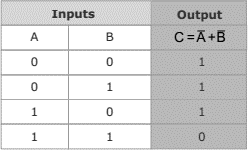 Inputs Output
A B C = A̅ + B̅
0 0 1
0 1 1
1 0 1
1 1 0